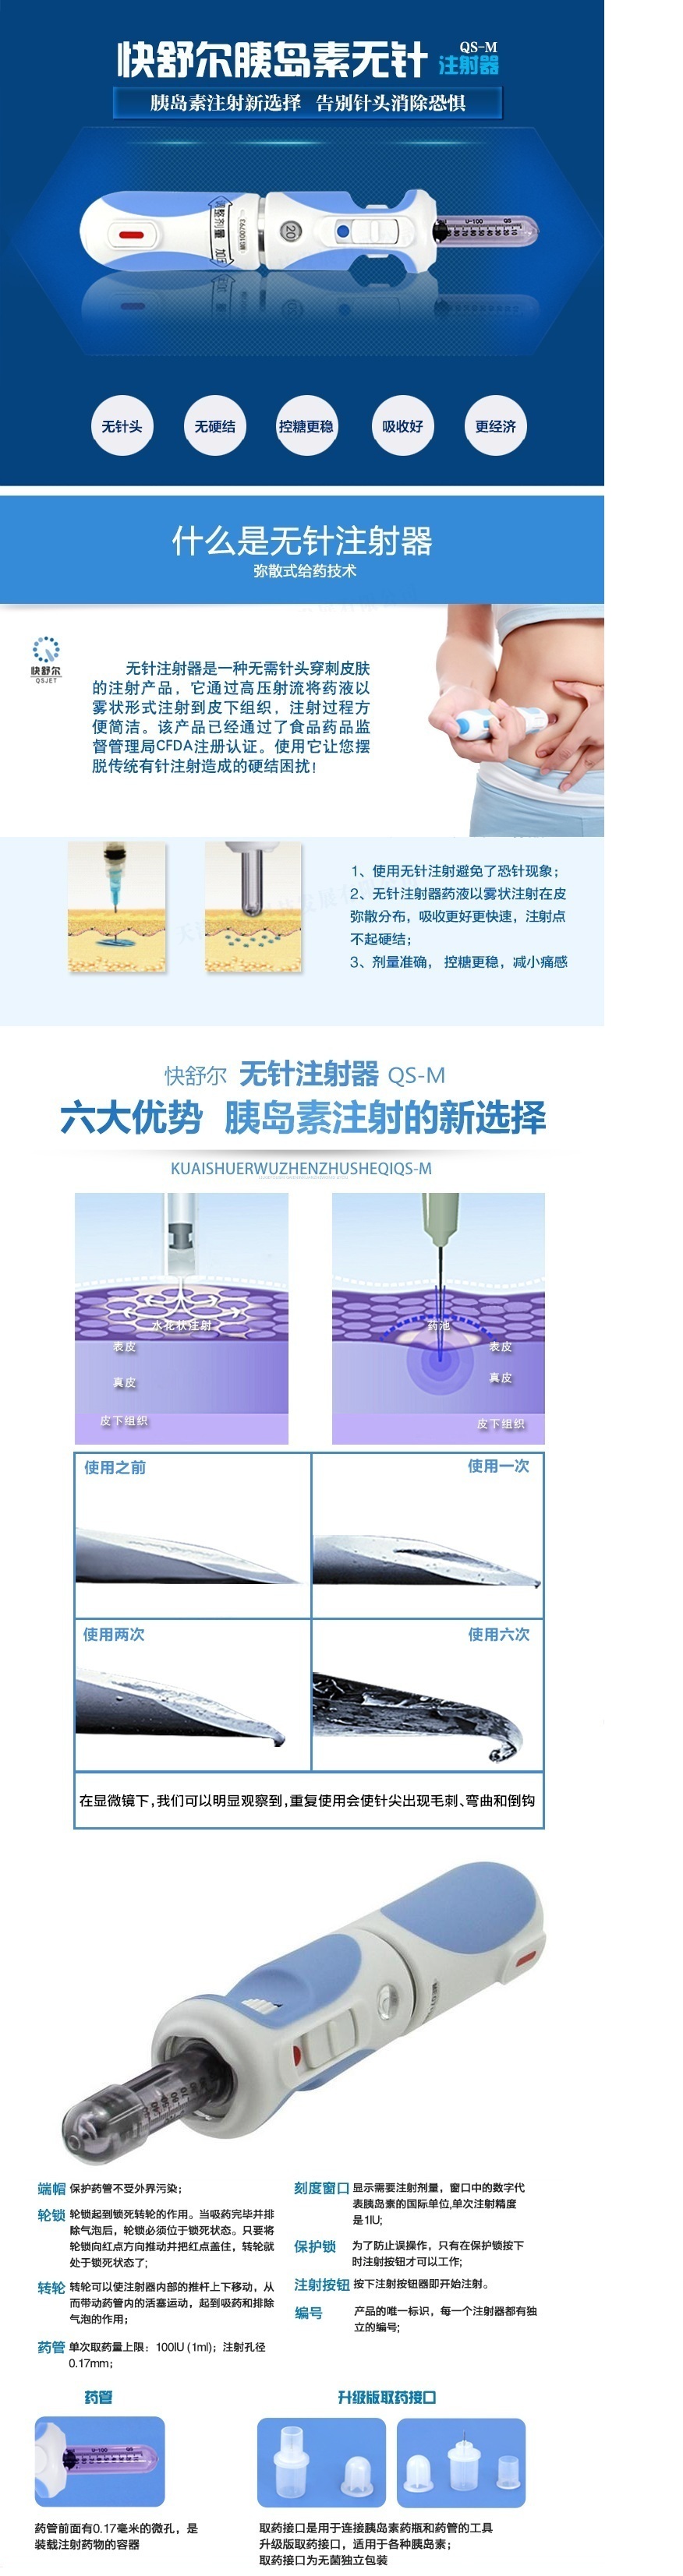 快舒尔胰岛素无针
QS-M
注射器
胰岛素注射新选择 告别针头消除恐惧
调整剂量 加压
20
U-100 QS
无针头
无硬结
控糖更稳
吸收好
更经济
什么是无针注射器
弥散式给药技术
快舒尔
QSJET
无针注射器是一种无需针头穿刺皮肤
的注射产品，它通过高压射流将药液以
雾状形式注射到皮下组织，注射过程方
便简洁。该产品已经通过了食品药品监
督管理局CFDA注册认证。使用它让您摆
脱传统有针注射造成的硬结困扰！
1、使用无针注射避免了恐针现象；
2、无针注射器药液以雾状注射在皮
弥散分布，吸收更好更快速，注射点
不起硬结；
3、剂量准确， 控糖更稳，减小痛感
快舒尔 无针注射器 QS-M
六大优势 胰岛素注射的新选择
KUAISHUERWUZHENZHUSHEQIQS-M
水花状注射
表皮
真皮
皮下组织
药池
表皮
真皮
皮下组织
使用之前
使用一次
使用两次
使用六次
在显微镜下,我们可以明显观察到,重复使用会使针尖出现毛刺、弯曲和倒钩
端帽 保护药管不受外界污染；
轮锁 轮锁起到锁死转轮的作用。当吸药完毕并排
除气泡后，轮锁必须位于锁死状态。只要将
轮锁向红点方向推动并把红点盖住，转轮就
处于锁死状态了;
转轮 转轮可以使注射器内部的推杆上下移动，从
而带动药管内的活塞运动，起到吸药和排除
气泡的作用；
药管 单次取药量上限：100IU (1ml)；注射孔径
0.17mm；
刻度窗口 显示需要注射剂量，窗口中的数字代
表胰岛素的国际单位,单次注射精度
是1IU;
保护锁 为了防止误操作，只有在保护锁按下
时注射按钮才可以工作;
注射按钮 按下注射按钮器即开始注射。
编号 产品的唯一标识，每一个注射器都有独
立的编号;
药管
升级版取药接口
U-100
药管前面有0.17毫米的微孔，是
装载注射药物的容器
取药接口是用于连接胰岛素药瓶和药管的工具
升级版取药接口，适用于各种胰岛素；
取药接口为无菌独立包装